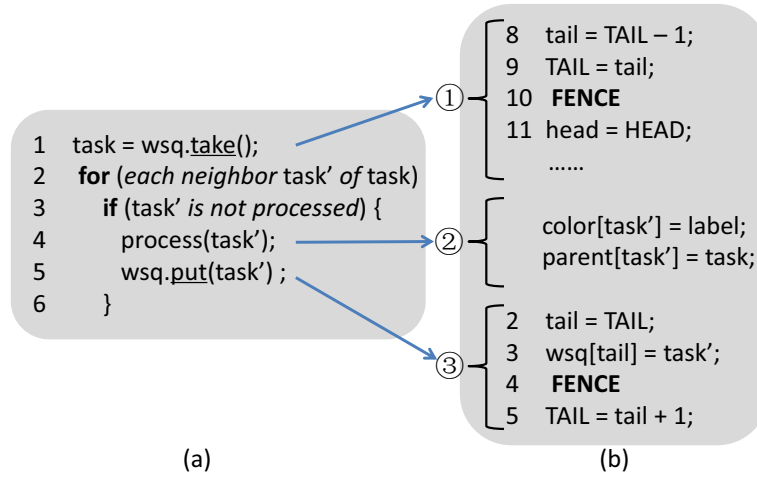 1 task = wsq.take();
2 for (each neighbor task’ of task)
3 if (task’ is not processed) {
4 process(task’);
5 wsq.put(task’) ;
6 }
(a)
①
8 tail = TAIL – 1;
9 TAIL = tail;
10 FENCE
11 head = HEAD;
......
②
color[task’] = label;
parent[task’] = task;
③
2 tail = TAIL;
3 wsq[tail] = task’;
4 FENCE
5 TAIL = tail + 1;
(b)